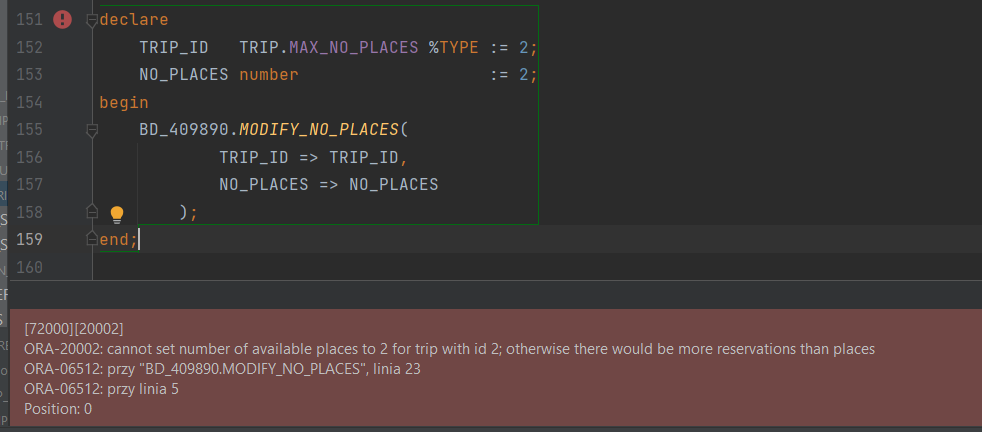 151 declare
152 TRIP_ID TRIP.MAX_NO_PLACES %TYPE := 2;
153 NO_PLACES number := 2;
154 begin
155 BD_409890.MODIFY_NO_PLACES(
156 TRIP_ID => TRIP_ID,
157 NO_PLACES => NO_PLACES
158 );
159 end;
160
[72000][20002]
ORA-20002: cannot set number of available places to 2 for trip with id 2; otherwise there would be more reservations than places
ORA-06512: przy "BD_409890.MODIFY_NO_PLACES", linia 23
ORA-06512: przy linia 5
Position: 0